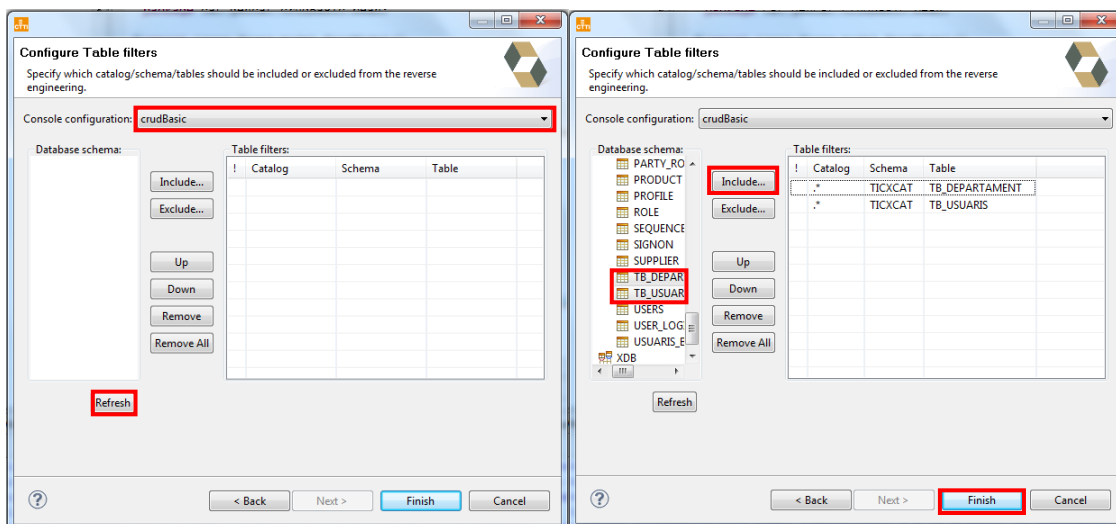 Configure Table filters
Specify which catalog/schema/tables should be included or excluded from the reverse
engineering.
Console configuration: crudBasic
Database schema:
Table filters:
! Catalog Schema Table
Include...
Exclude...
Up
Down
Remove
Remove All
Refresh
< Back Next > Finish Cancel
Configure Table filters
Specify which catalog/schema/tables should be included or excluded from the reverse
engineering.
Console configuration: crudBasic
Database schema:
PARTY_RO
PRODUCT
PROFILE
ROLE
SEQUENCE
SIGNON
SUPPLIER
TB_DEPAR
TB_USUAR
USERS
USER_LOG
USUARIS_E
XDB
Include...
Exclude...
Up
Down
Remove
Remove All
Table filters:
! Catalog Schema Table
.* TICXCAT TB_DEPARTAMENT
.* TICXCAT TB_USUARIS
Refresh
< Back Next > Finish Cancel